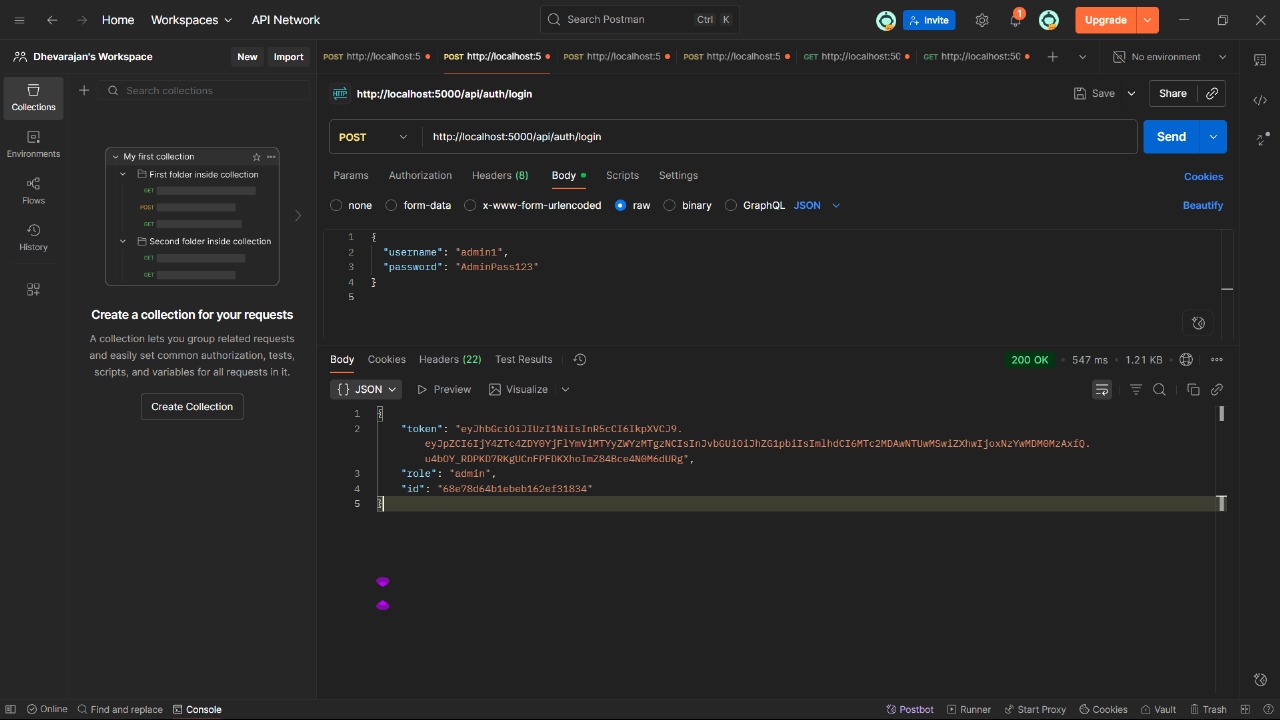 Home Workspaces API Network Search Postman Ctrl K Invite 1 Upgrade
Dhevarajan's Workspace New Import
POST http://localhost:5 POST http://localhost:5 POST http://localhost:5 POST http://localhost:5 GET http://localhost:50 GET http://localhost:50 No environment
Collections
Environments
Flows
History
Search collections
My first collection
First folder inside collection
GET
POST
GET
Second folder inside collection
GET
GET
Create a collection for your requests
A collection lets you group related requests
and easily set common authorization, tests,
scripts, and variables for all requests in it.
Create Collection
HTTP http://localhost:5000/api/auth/login Save Share
POST http://localhost:5000/api/auth/login Send
Params Authorization Headers (8) Body Scripts Settings Cookies
none form-data x-www-form-urlencoded raw binary GraphQL JSON Beautify
1 {
2 "username": "admin1",
3 "password": "AdminPass123"
4 }
5
Body Cookies Headers (22) Test Results 200 OK 547 ms 1.21 KB
{} JSON Preview Visualize
1 {
2 "token": "eyJhbGciOiJIUzI1NiIsInR5cCI6IkpXVCJ9.
eyJpZCI6IjY4ZTc4ZDY0YjFlYmViMTYyZWYzMTgzNCIsInJvbGUiOiJhZG1pbiIsImlhdCI6MTc2MDAwNTUwMSwiZXhwIjoxNzYwMDM0MzAxfQ.
u4bOY_RDPKD7RKgUCnFPFDKXhoImZ84Bce4N0M6dURg",
3 "role": "admin",
4 "id": "68e78d64b1ebeb162ef31834"
5 }
Online Find and replace Console Postbot Runner Start Proxy Cookies Vault Trash